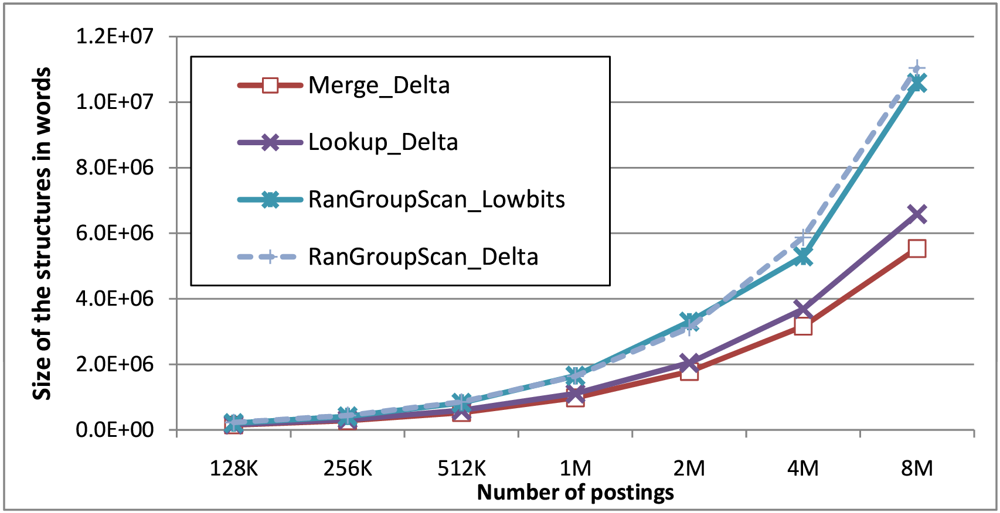 1.2E+07
1.0E+07
8.0E+06
6.0E+06
4.0E+06
2.0E+06
0.0E+00
Size of the structures in words
Merge_Delta
Lookup_Delta
RanGroupScan_Lowbits
RanGroupScan_Delta
128K 256K 512K 1M 2M 4M 8M
Number of postings